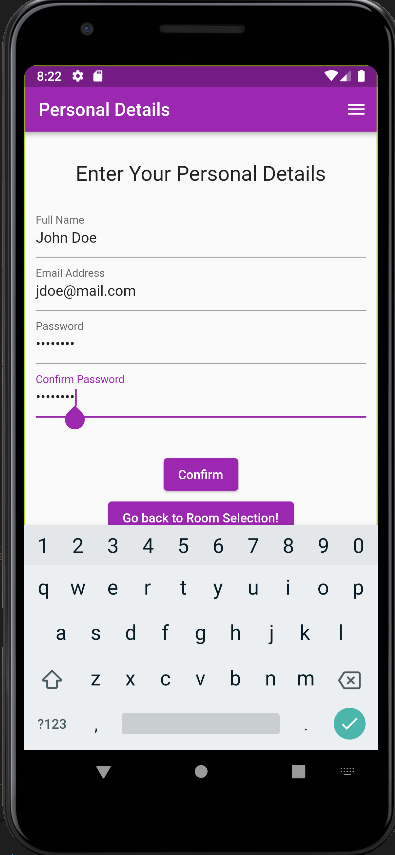 8:22
Personal Details
Enter Your Personal Details
Full Name
John Doe
Email Address
jdoe@mail.com
Password
••••••••
Confirm Password
••••••••
Confirm
Go back to Room Selection!
1 2 3 4 5 6 7 8 9 0
q w e r t y u i o p
a s d f g h j k l
z x c v b n m
?123 , .